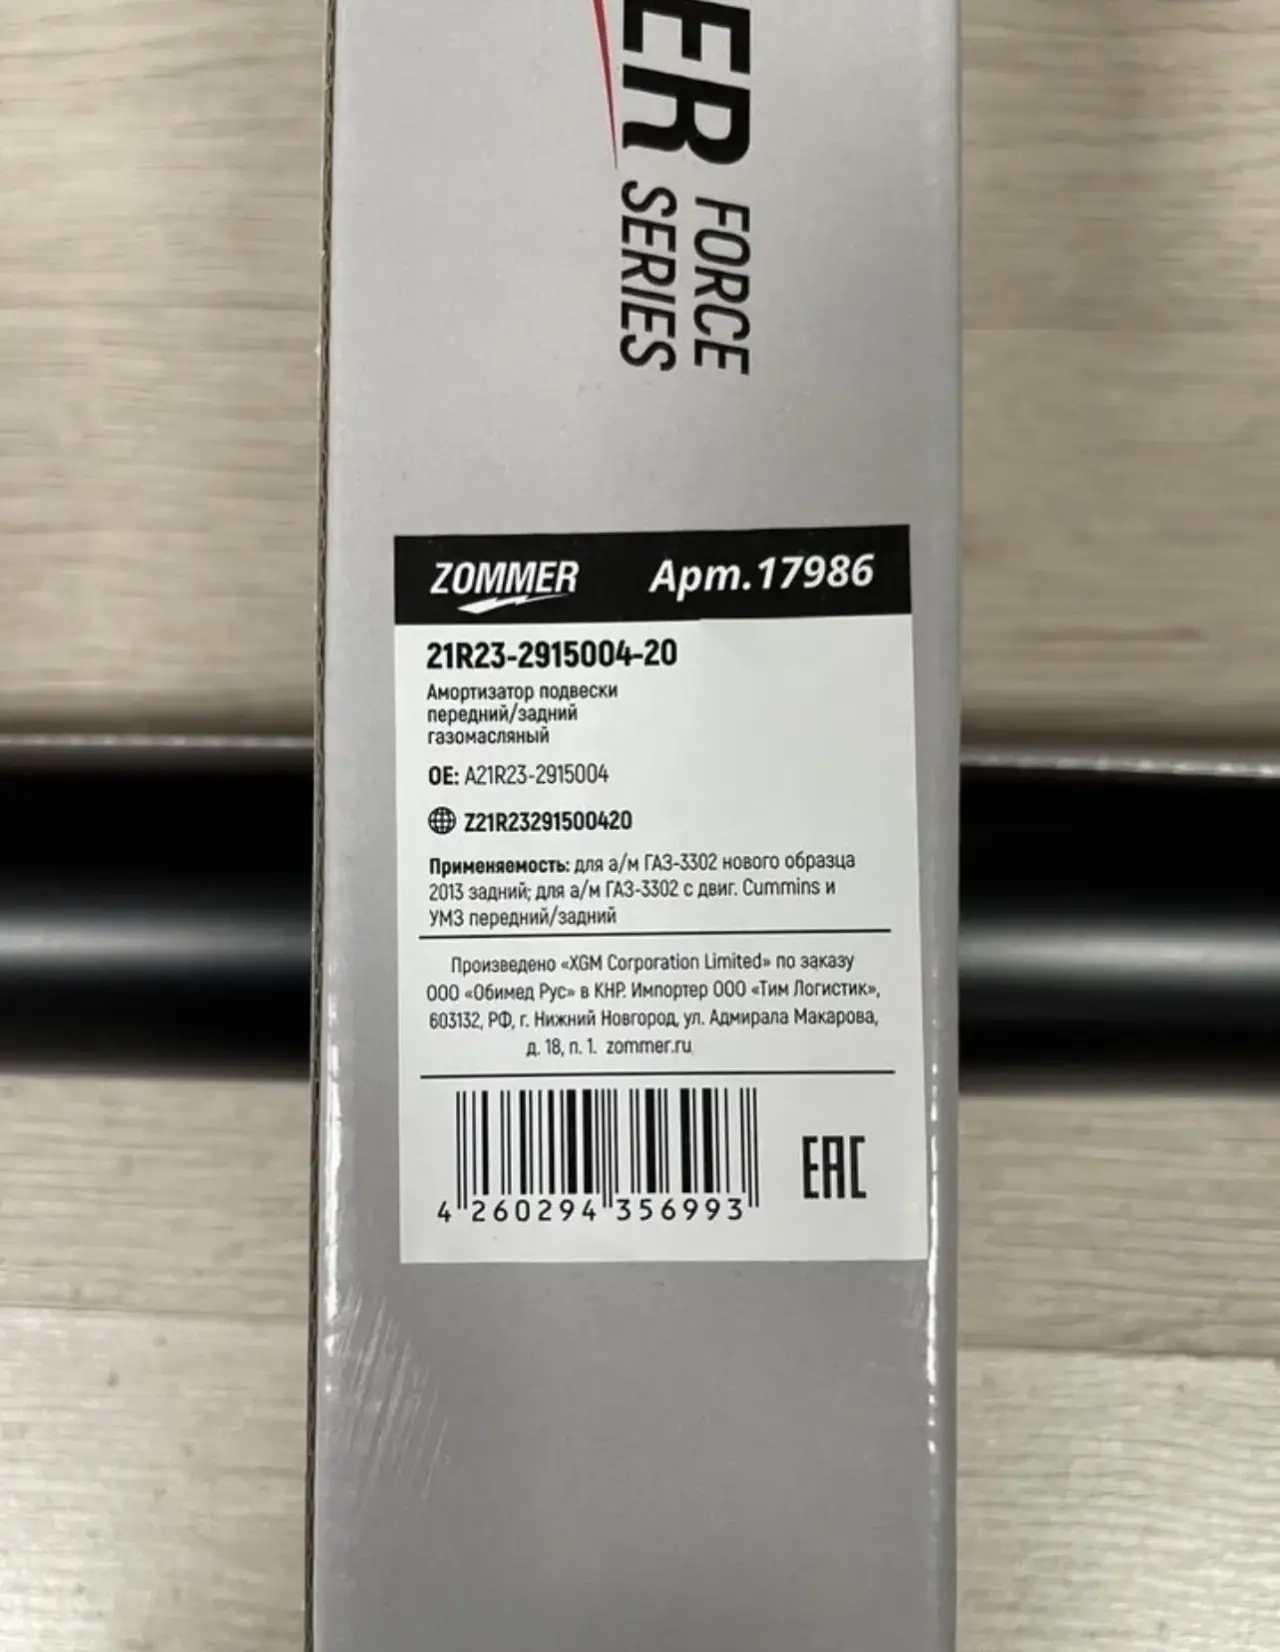 ER
FORCE
SERIES
ZOMMER
Арт.17986
21R23-2915004-20
Амортизатор подвески
передний/задний
газомасляный
OE: A21R23-2915004
Z21R23291500420
Применяемость: для а/м ГАЗ-3302 нового образца
2013 задний; для а/м ГАЗ-3302 с двиг. Cummins и
УМЗ передний/задний
Произведено «XGM Corporation Limited» по заказу
ООО «Обимед Рус» в КНР. Импортер ООО «Тим Логистик»,
603132, РФ, г. Нижний Новгород, ул. Адмирала Макарова,
д. 18, п. 1. zommer.ru
4 260294 356993
EAC